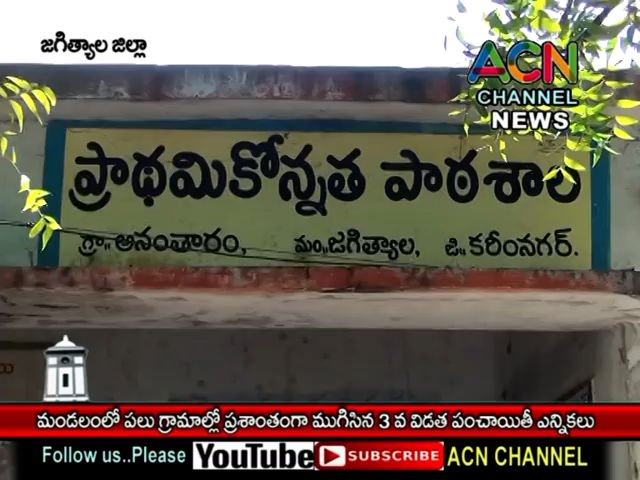 జగిత్యాల జిల్లా
ACN
CHANNEL
NEWS
ప్రాథమికోన్నత పాఠశాల
గ్రా॥ అనంతారం, మం॥ జగిత్యాల, జి॥ కరీంనగర్.
మండలంలో పలు గ్రామాల్లో ప్రశాంతంగా ముగిసిన 3 వ విడత పంచాయితీ ఎన్నికలు
Follow us..Please YouTube SUBSCRIBE ACN CHANNEL